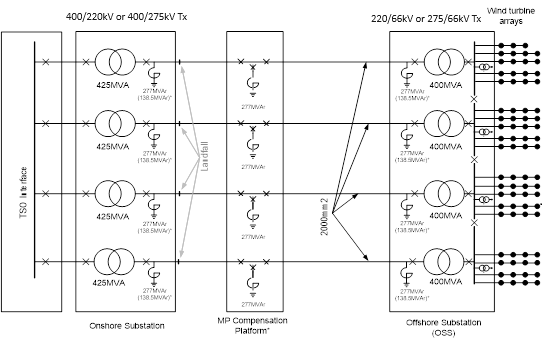 400/220kV or 400/275kV Tx
220/66kV or 275/66kV Tx
Wind turbine
arrays
425MVA
277MVAr
(138.5MVAr)*
277MVAr
277MVAr
(138.5MVAr)*
400MVA
425MVA
277MVAr
(138.5MVAr)*
277MVAr
277MVAr
(138.5MVAr)*
400MVA
425MVA
277MVAr
(138.5MVAr)*
277MVAr
277MVAr
(138.5MVAr)*
400MVA
425MVA
277MVAr
(138.5MVAr)*
277MVAr
277MVAr
(138.5MVAr)*
400MVA
TSO Interface
Landfall
2000mm2
Onshore Substation
MP Compensation
Platform*
Offshore Substation
(OSS)